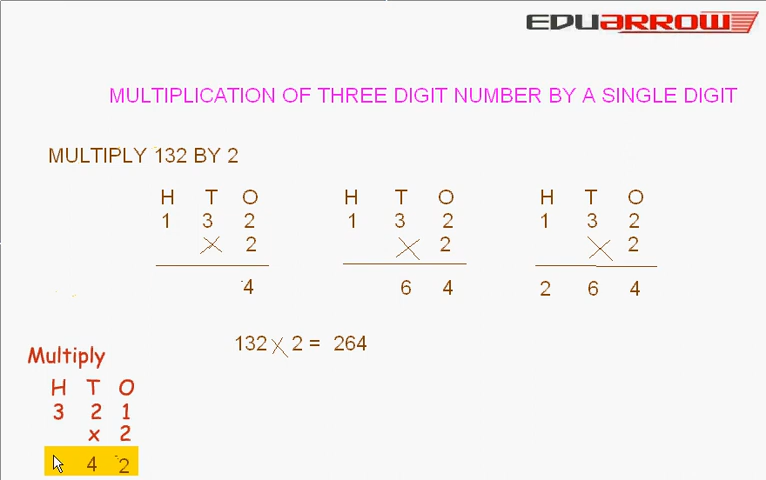 EDUARROW
MULTIPLICATION OF THREE DIGIT NUMBER BY A SINGLE DIGIT
MULTIPLY 132 BY 2
H T O H T O H T O
1 3 2 1 3 2 1 3 2
× 2 × 2 × 2
4 6 4 2 6 4
132 × 2 = 264
Multiply
H T O
3 2 1
x 2
4 2